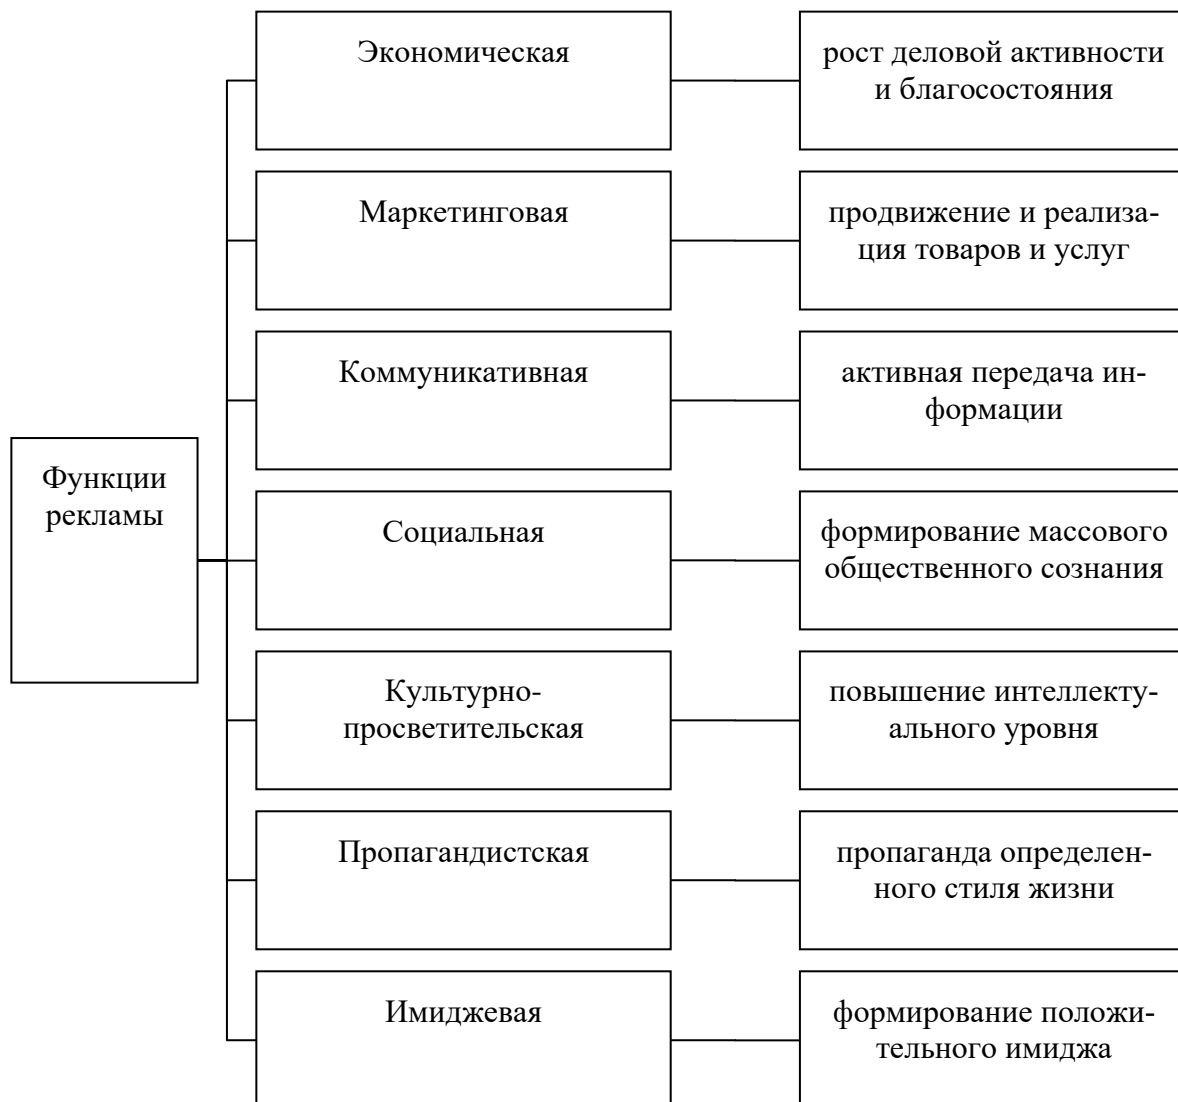 Экономическая
рост деловой активности
и благосостояния
Маркетинговая
продвижение и реализа-
ция товаров и услуг
Коммуникативная
активная передача ин-
формации
Функции
рекламы
Социальная
формирование массового
общественного сознания
Культурно-
просветительская
повышение интеллекту-
ального уровня
Пропагандистская
пропаганда определен-
ного стиля жизни
Имиджевая
формирование положи-
тельного имиджа